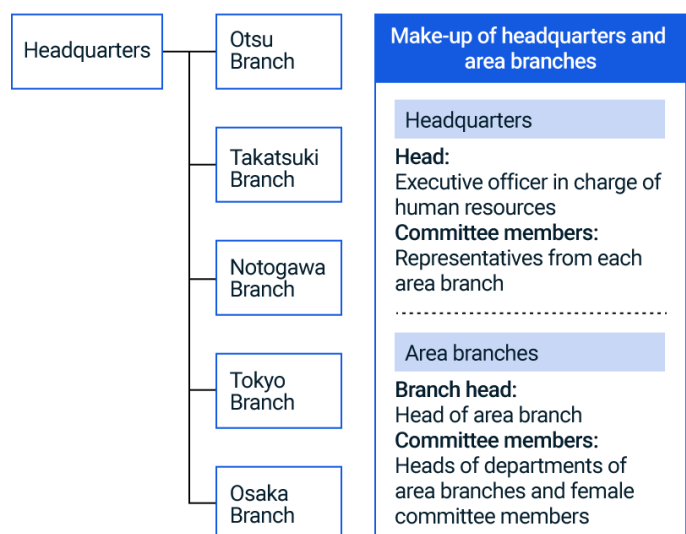 Headquarters
Otsu
Branch
Takatsuki
Branch
Notogawa
Branch
Tokyo
Branch
Osaka
Branch
Make-up of headquarters and
area branches
Headquarters
Head:
Executive officer in charge of
human resources
Committee members:
Representatives from each
area branch
Area branches
Branch head:
Head of area branch
Committee members:
Heads of departments of
area branches and female
committee members